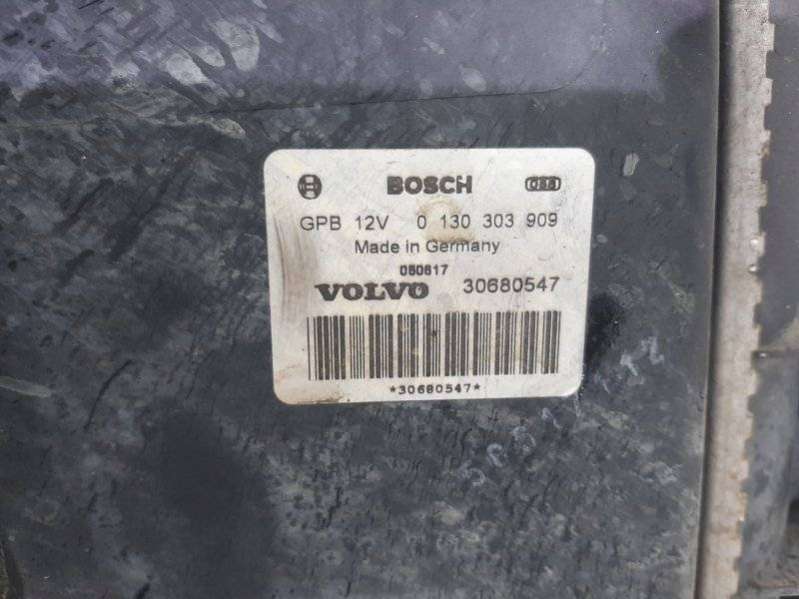 BOSCH
GPB 12V 0 130 303 909
Made in Germany
050617
VOLVO 30680547
*30680547*